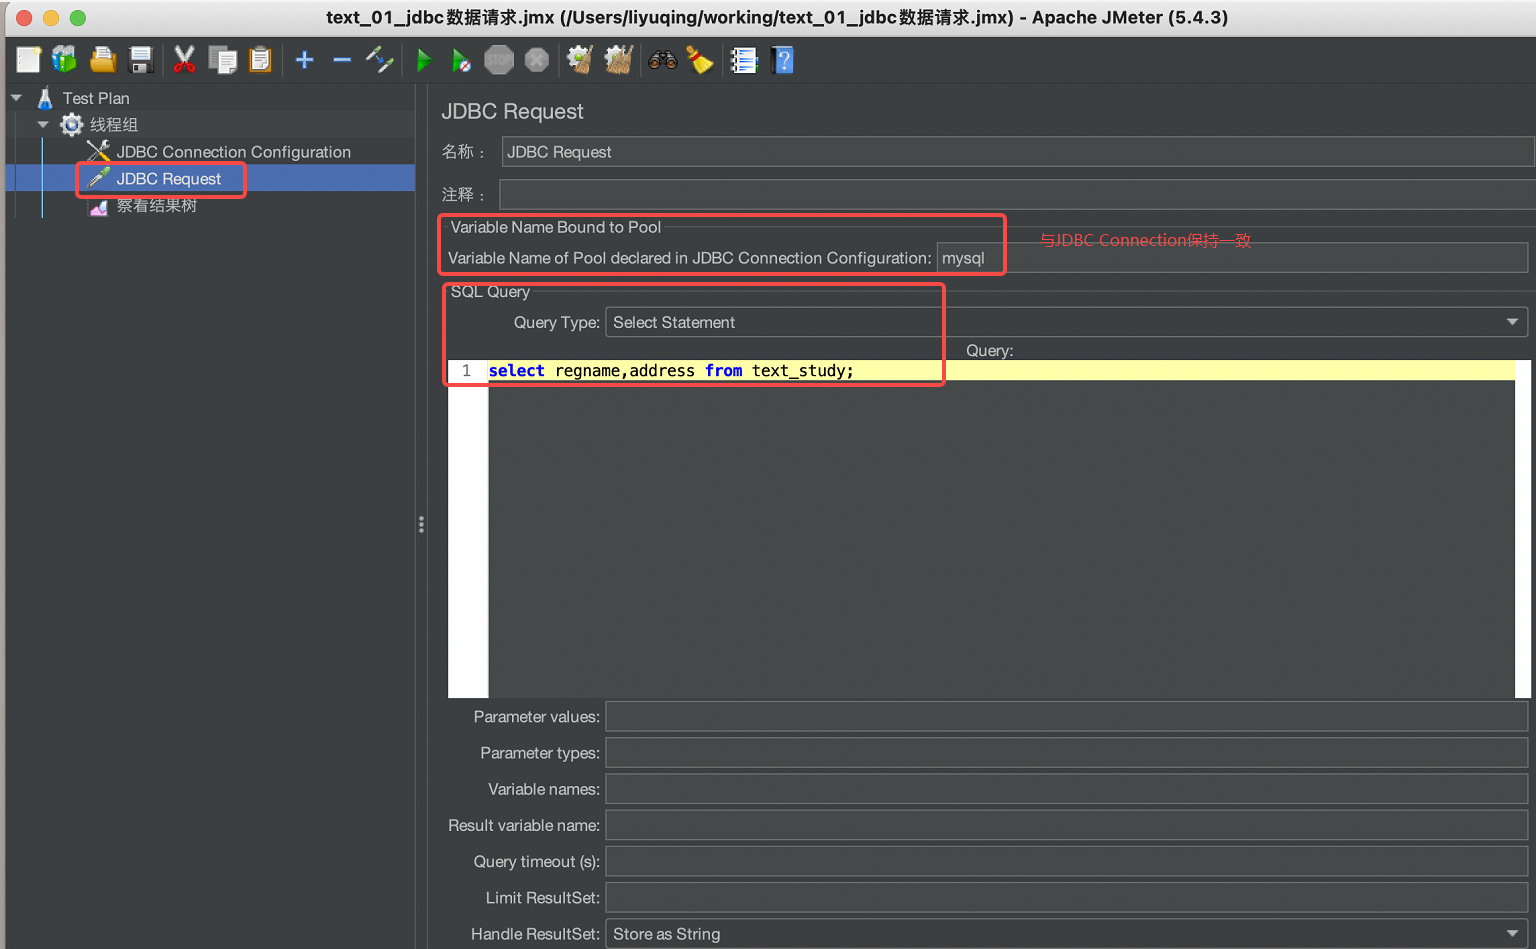 text_01_jdbc数据请求.jmx (/Users/liyuqing/working/text_01_jdbc数据请求.jmx) - Apache JMeter (5.4.3)
STOP
?
Test Plan
线程组
JDBC Connection Configuration
JDBC Request
察看结果树
JDBC Request
名称： JDBC Request
注释：
Variable Name Bound to Pool
与JDBC Connection保持一致
Variable Name of Pool declared in JDBC Connection Configuration: mysql
SQL Query
Query Type: Select Statement
Query:
1 select regname,address from text_study;
Parameter values:
Parameter types:
Variable names:
Result variable name:
Query timeout (s):
Limit ResultSet:
Handle ResultSet: Store as String